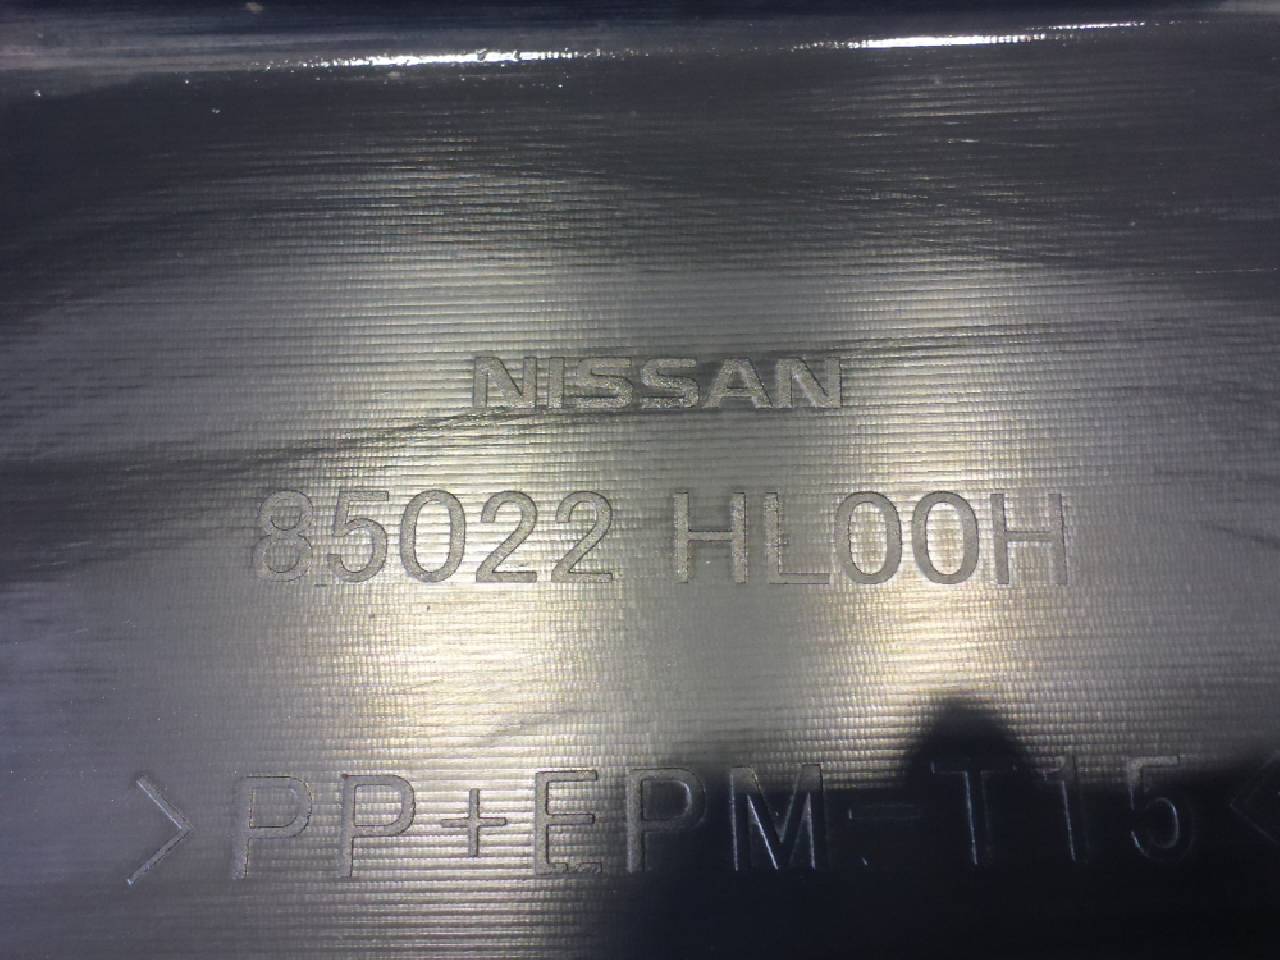 NISSAN
85022 HL00H
>PP+EPM-T15<